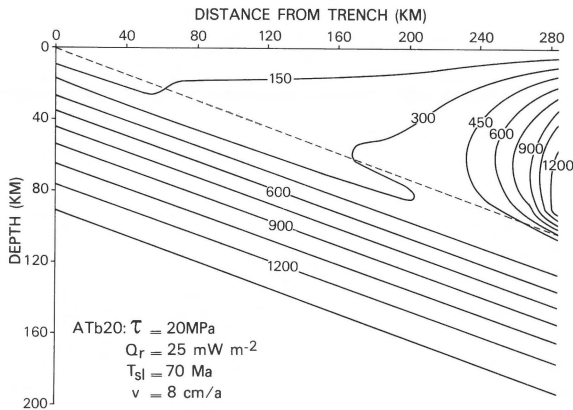 DISTANCE FROM TRENCH (KM)
0 40 80 120 160 200 240 280
0
40
80
120
160
200
DEPTH (KM)
150
300
450
600
900
1200
600
900
1200
ATb20: τ = 20MPa
Qr = 25 mW m-2
Tsl = 70 Ma
v = 8 cm/a